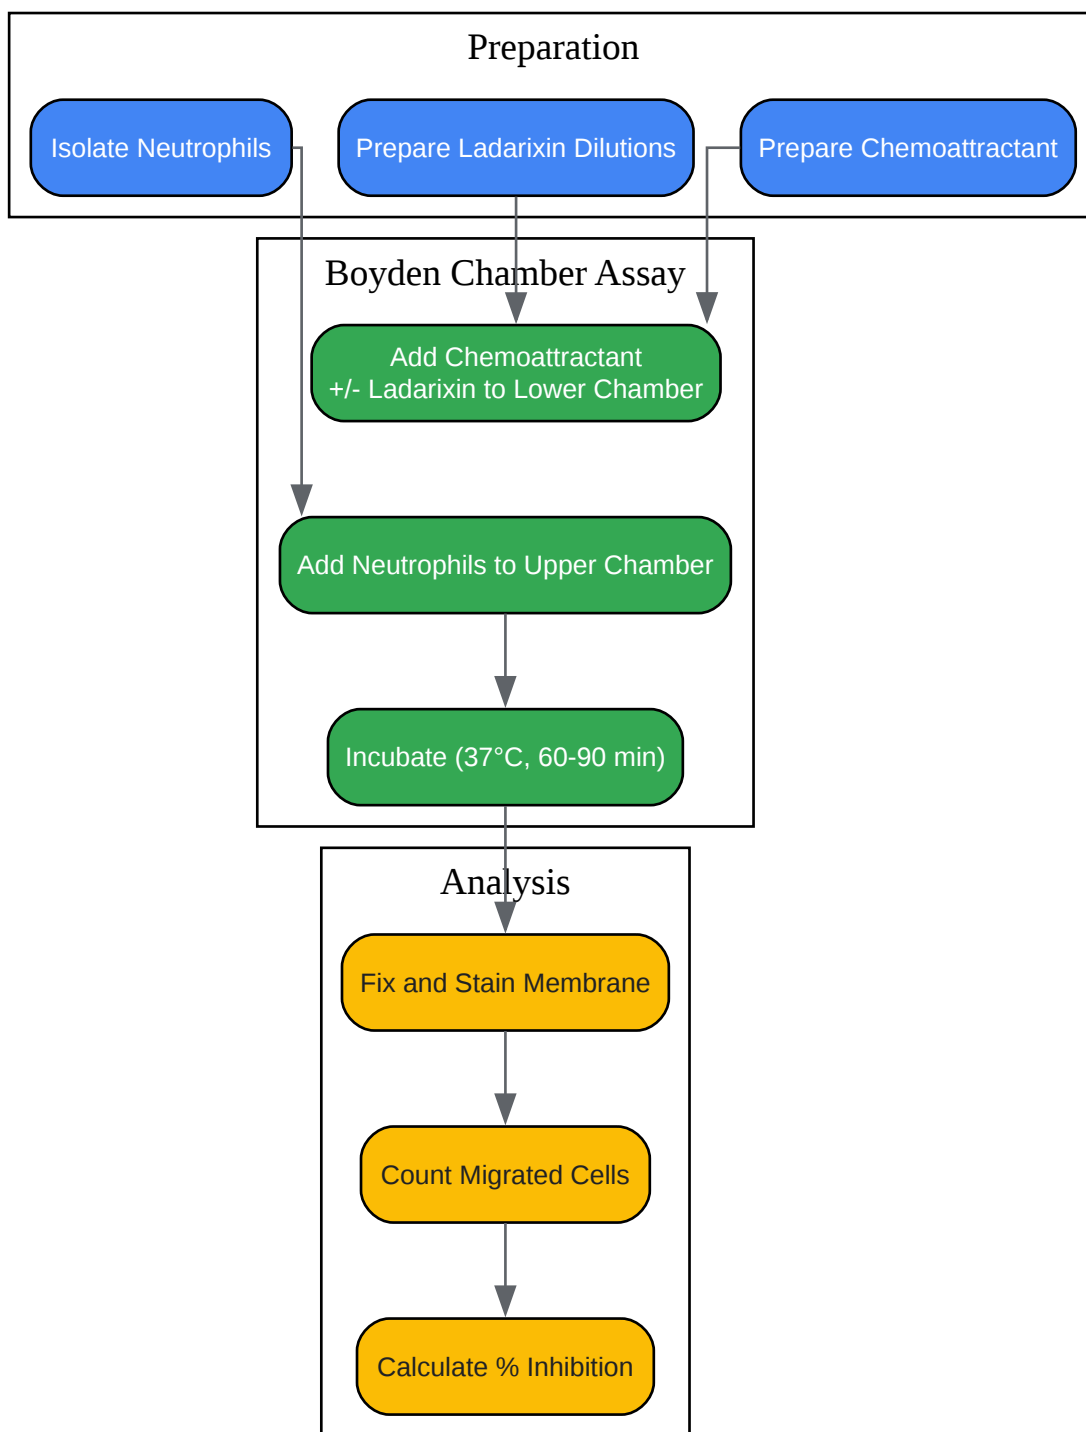 Preparation
Isolate Neutrophils
Prepare Ladarixin Dilutions
Prepare Chemoattractant
Boyden Chamber Assay
Add Chemoattractant
+/- Ladarixin to Lower Chamber
Add Neutrophils to Upper Chamber
Incubate (37°C, 60-90 min)
Analysis
Fix and Stain Membrane
Count Migrated Cells
Calculate % Inhibition